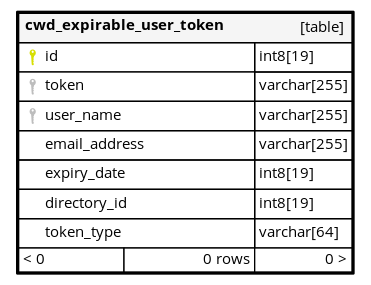 cwd_expirable_user_token [table]
id int8[19]
token varchar[255]
user_name varchar[255]
email_address varchar[255]
expiry_date int8[19]
directory_id int8[19]
token_type varchar[64]
< 0 0 rows 0 >